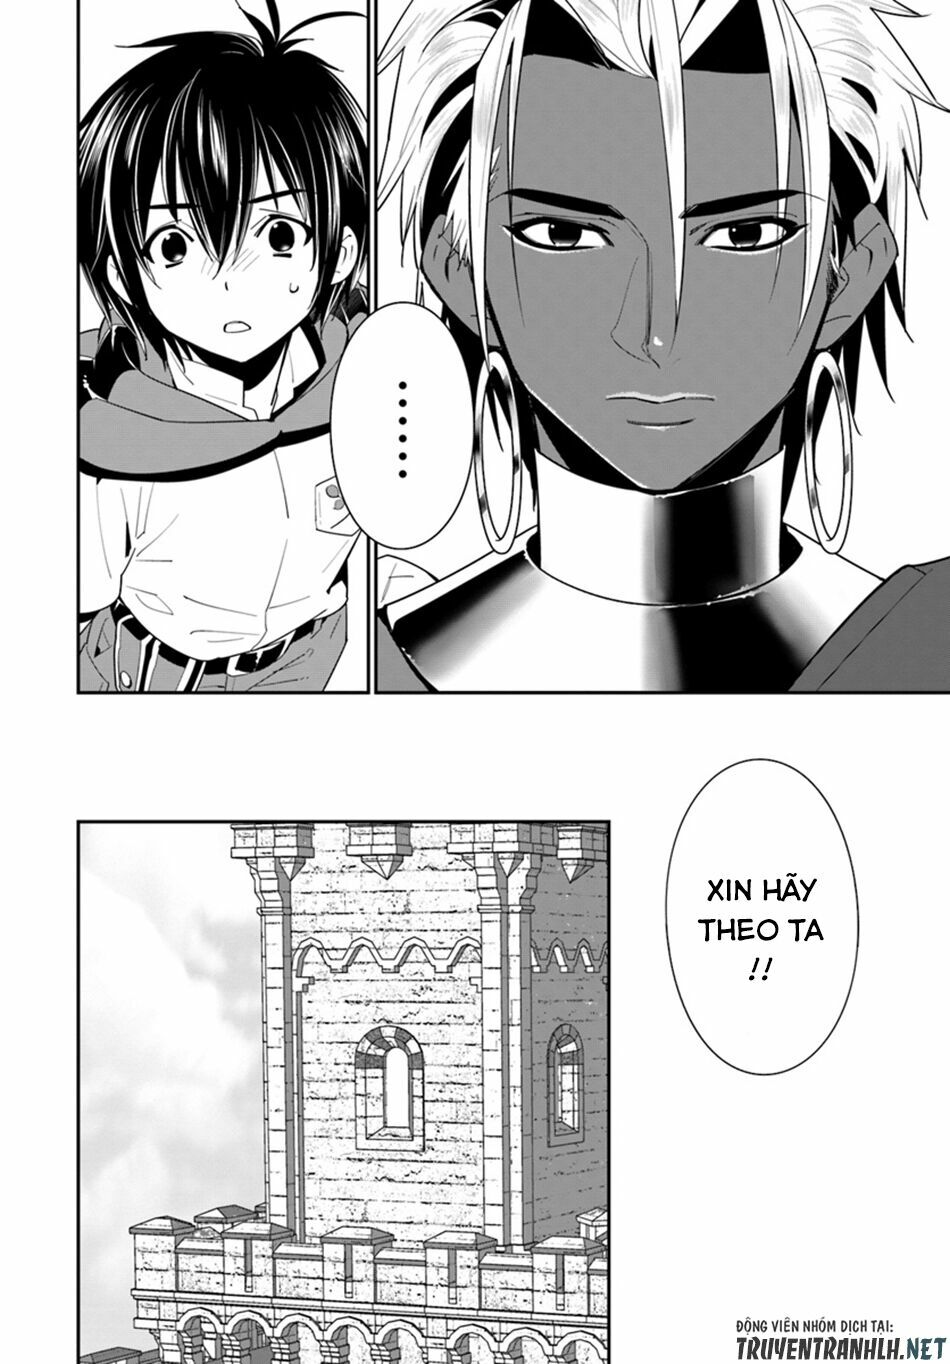 ......
XIN HÃY
THEO TA
!!
ĐỘNG VIÊN NHÓM DỊCH TẠI:
TRUYENTRANHLH.NET